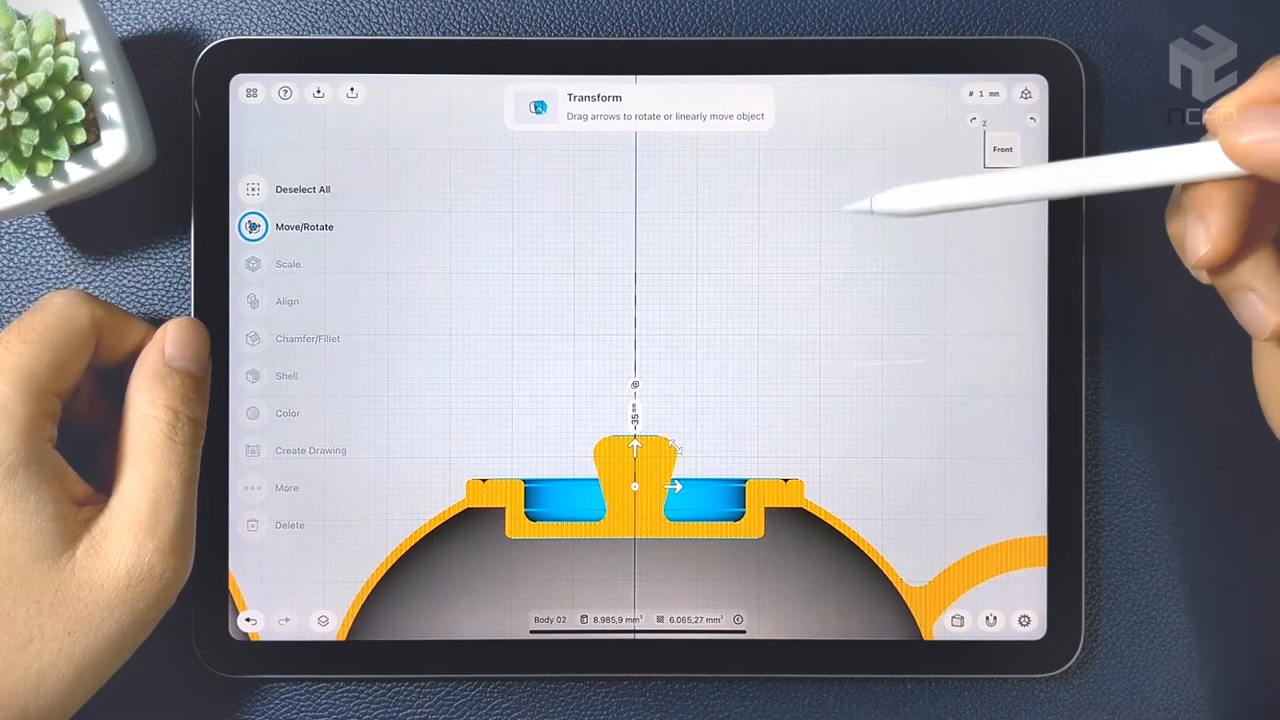 Transform
Drag arrows to rotate or linearly move object
# 1 mm
Z
Front
NCAD
Deselect All
Move/Rotate
Scale
Align
Chamfer/Fillet
Shell
Color
Create Drawing
More
Delete
-35 mm
Body 02
8.985,9 mm³
6.065,27 mm²